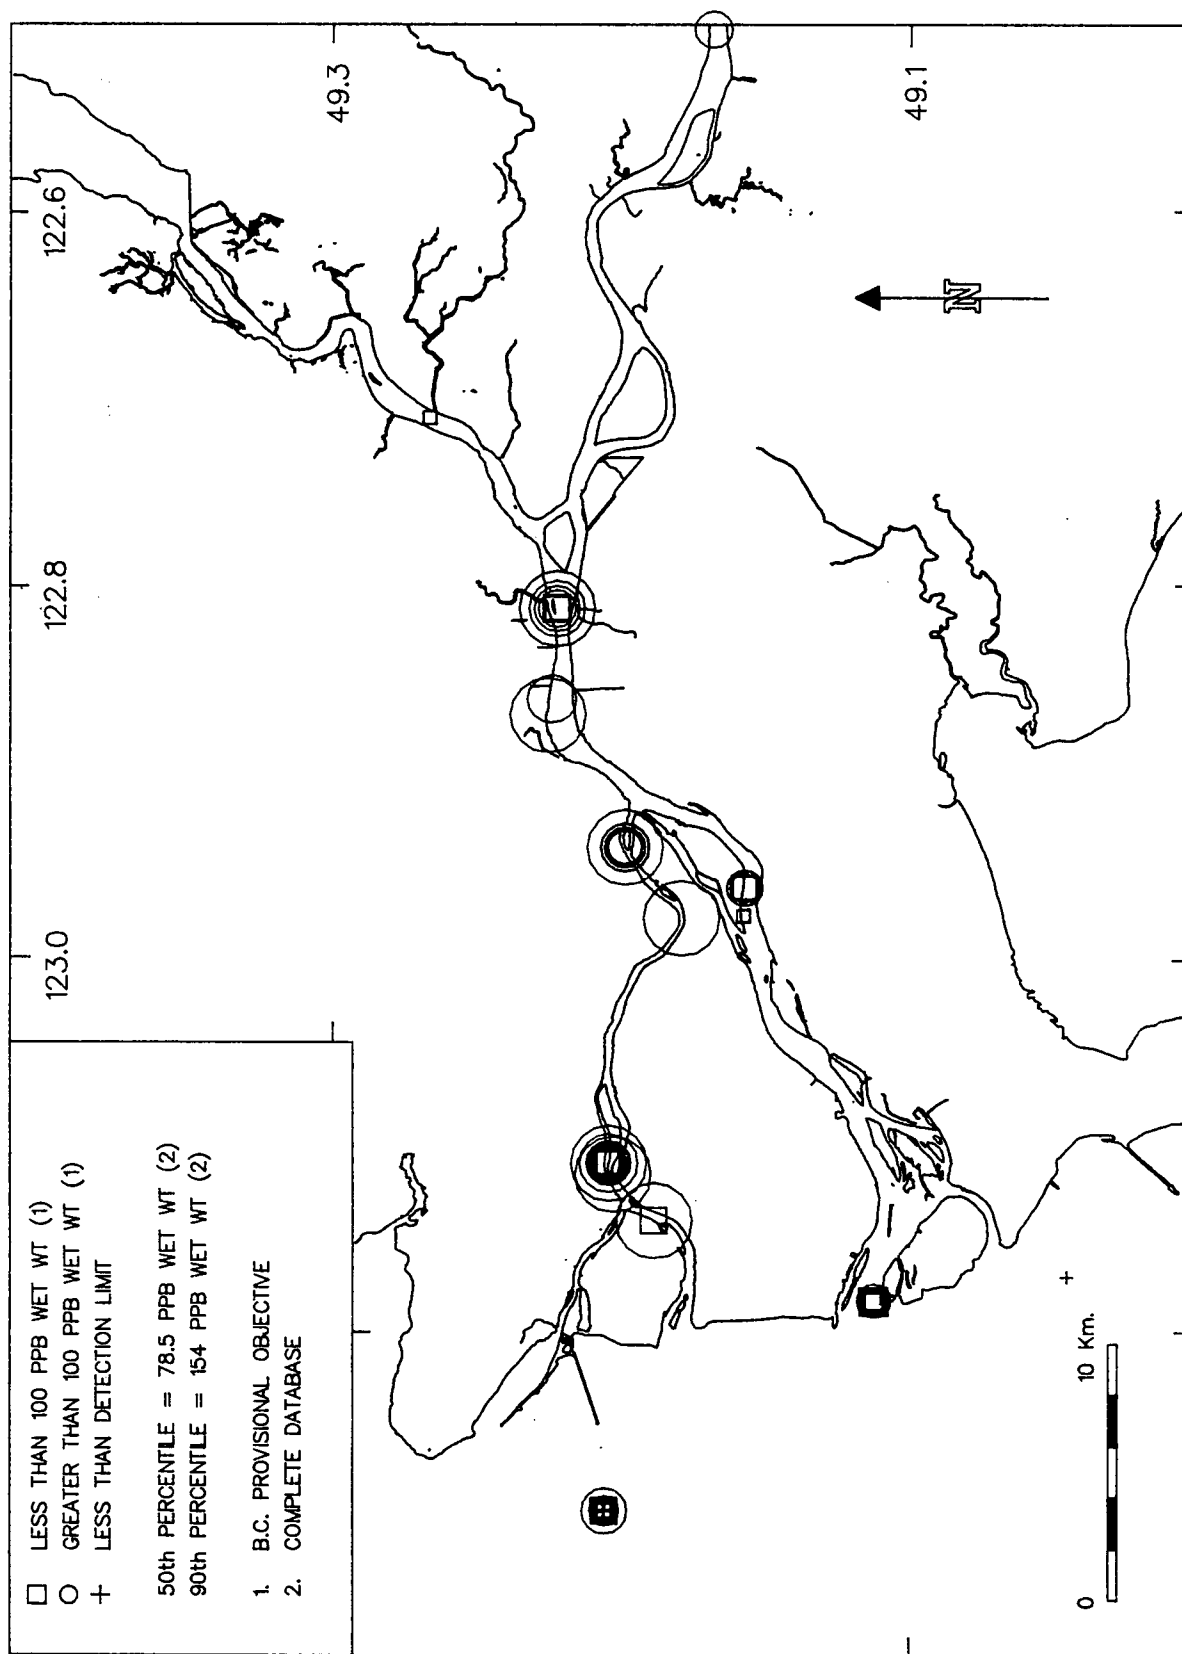 LESS THAN 100 PPB WET WT (1)
GREATER THAN 100 PPB WET WT (1)
LESS THAN DETECTION LIMIT
50th PERCENTILE = 78.5 PPB WET WT (2)
90th PERCENTILE = 154 PPB WET WT (2)
1. B.C. PROVISIONAL OBJECTIVE
2. COMPLETE DATABASE
123.0
122.8
122.6
49.3
49.1
N
0
10 Km.